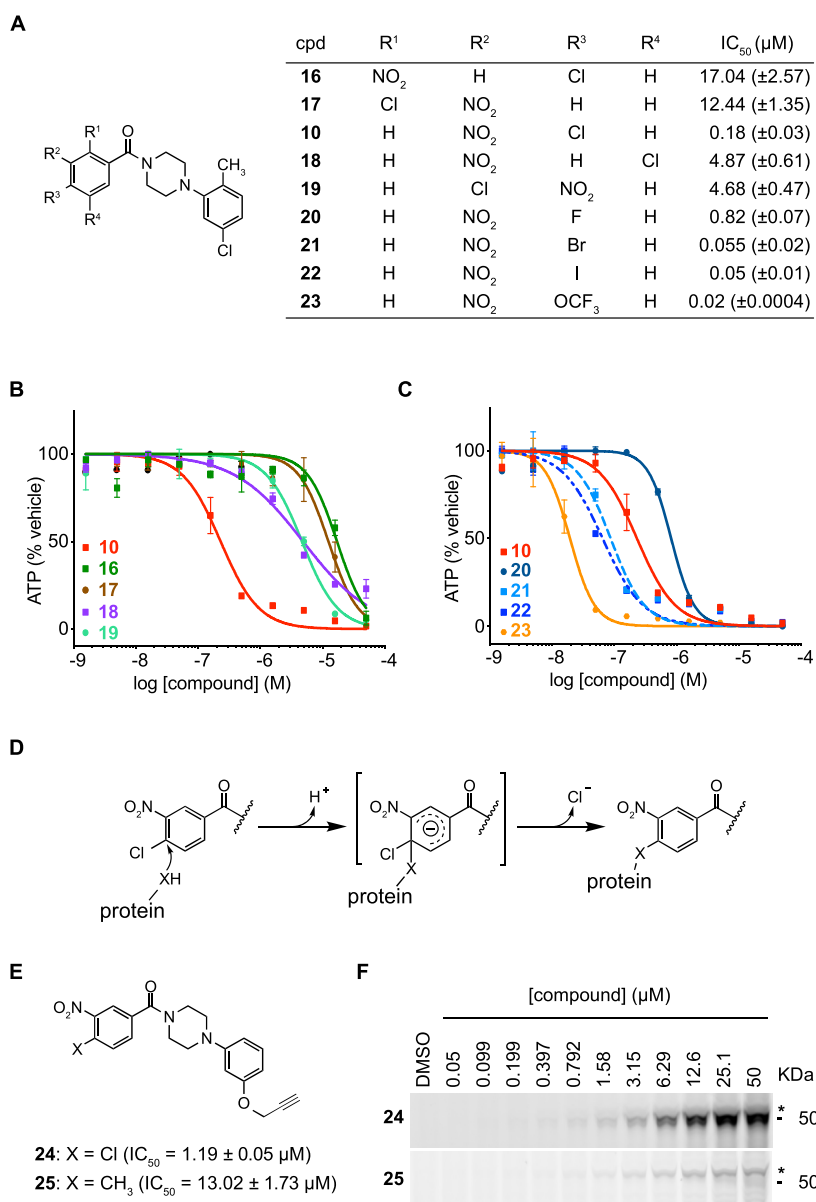 A
cpd R¹ R² R³ R⁴ IC₅₀ (µM)
16 NO₂ H Cl H 17.04 (±2.57)
17 Cl NO₂ H H 12.44 (±1.35)
10 H NO₂ Cl H 0.18 (±0.03)
18 H NO₂ H Cl 4.87 (±0.61)
19 H Cl NO₂ H 4.68 (±0.47)
20 H NO₂ F H 0.82 (±0.07)
21 H NO₂ Br H 0.055 (±0.02)
22 H NO₂ I H 0.05 (±0.01)
23 H NO₂ OCF₃ H 0.02 (±0.0004)
R¹ O
R² N CH₃
R³ N
R⁴
Cl
B
ATP (% vehicle)
100
50
0
10
16
17
18
19
-9 -8 -7 -6 -5 -4
log [compound] (M)
C
ATP (% vehicle)
100
50
0
10
20
21
22
23
-9 -8 -7 -6 -5 -4
log [compound] (M)
D
O₂N O
Cl
XH
protein
H⁺
O₂N O
Cl
X
protein
Cl⁻
O₂N O
X
protein
E
O₂N O
X N
N
O
24: X = Cl (IC₅₀ = 1.19 ± 0.05 µM)
25: X = CH₃ (IC₅₀ = 13.02 ± 1.73 µM)
F
[compound] (µM)
DMSO 0.05 0.099 0.199 0.397 0.792 1.58 3.15 6.29 12.6 25.1 50 KDa
24 * - 50
25 * - 50